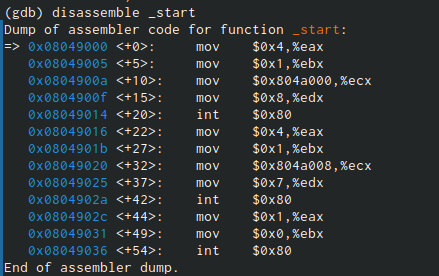 (gdb) disassemble _start
Dump of assembler code for function _start:
=> 0x08049000 <+0>:     mov    $0x4,%eax
   0x08049005 <+5>:     mov    $0x1,%ebx
   0x0804900a <+10>:    mov    $0x804a000,%ecx
   0x0804900f <+15>:    mov    $0x8,%edx
   0x08049014 <+20>:    int    $0x80
   0x08049016 <+22>:    mov    $0x4,%eax
   0x0804901b <+27>:    mov    $0x1,%ebx
   0x08049020 <+32>:    mov    $0x804a008,%ecx
   0x08049025 <+37>:    mov    $0x7,%edx
   0x0804902a <+42>:    int    $0x80
   0x0804902c <+44>:    mov    $0x1,%eax
   0x08049031 <+49>:    mov    $0x0,%ebx
   0x08049036 <+54>:    int    $0x80
End of assembler dump.